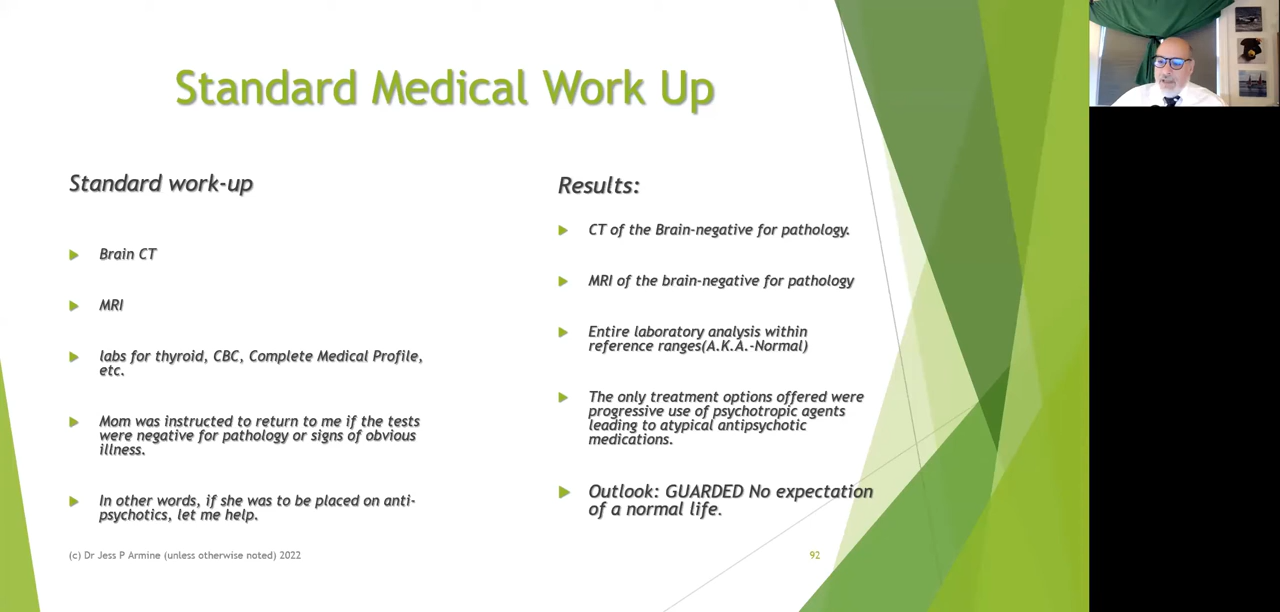 Standard Medical Work Up
Standard work-up
Brain CT
MRI
labs for thyroid, CBC, Complete Medical Profile,
etc.
Mom was instructed to return to me if the tests
were negative for pathology or signs of obvious
illness.
In other words, if she was to be placed on anti-
psychotics, let me help.
Results:
CT of the Brain-negative for pathology.
MRI of the brain-negative for pathology
Entire laboratory analysis within
reference ranges(A.K.A.-Normal)
The only treatment options offered were
progressive use of psychotropic agents
leading to atypical antipsychotic
medications.
Outlook: GUARDED No expectation
of a normal life.
(c) Dr Jess P Armine (unless otherwise noted) 2022
92